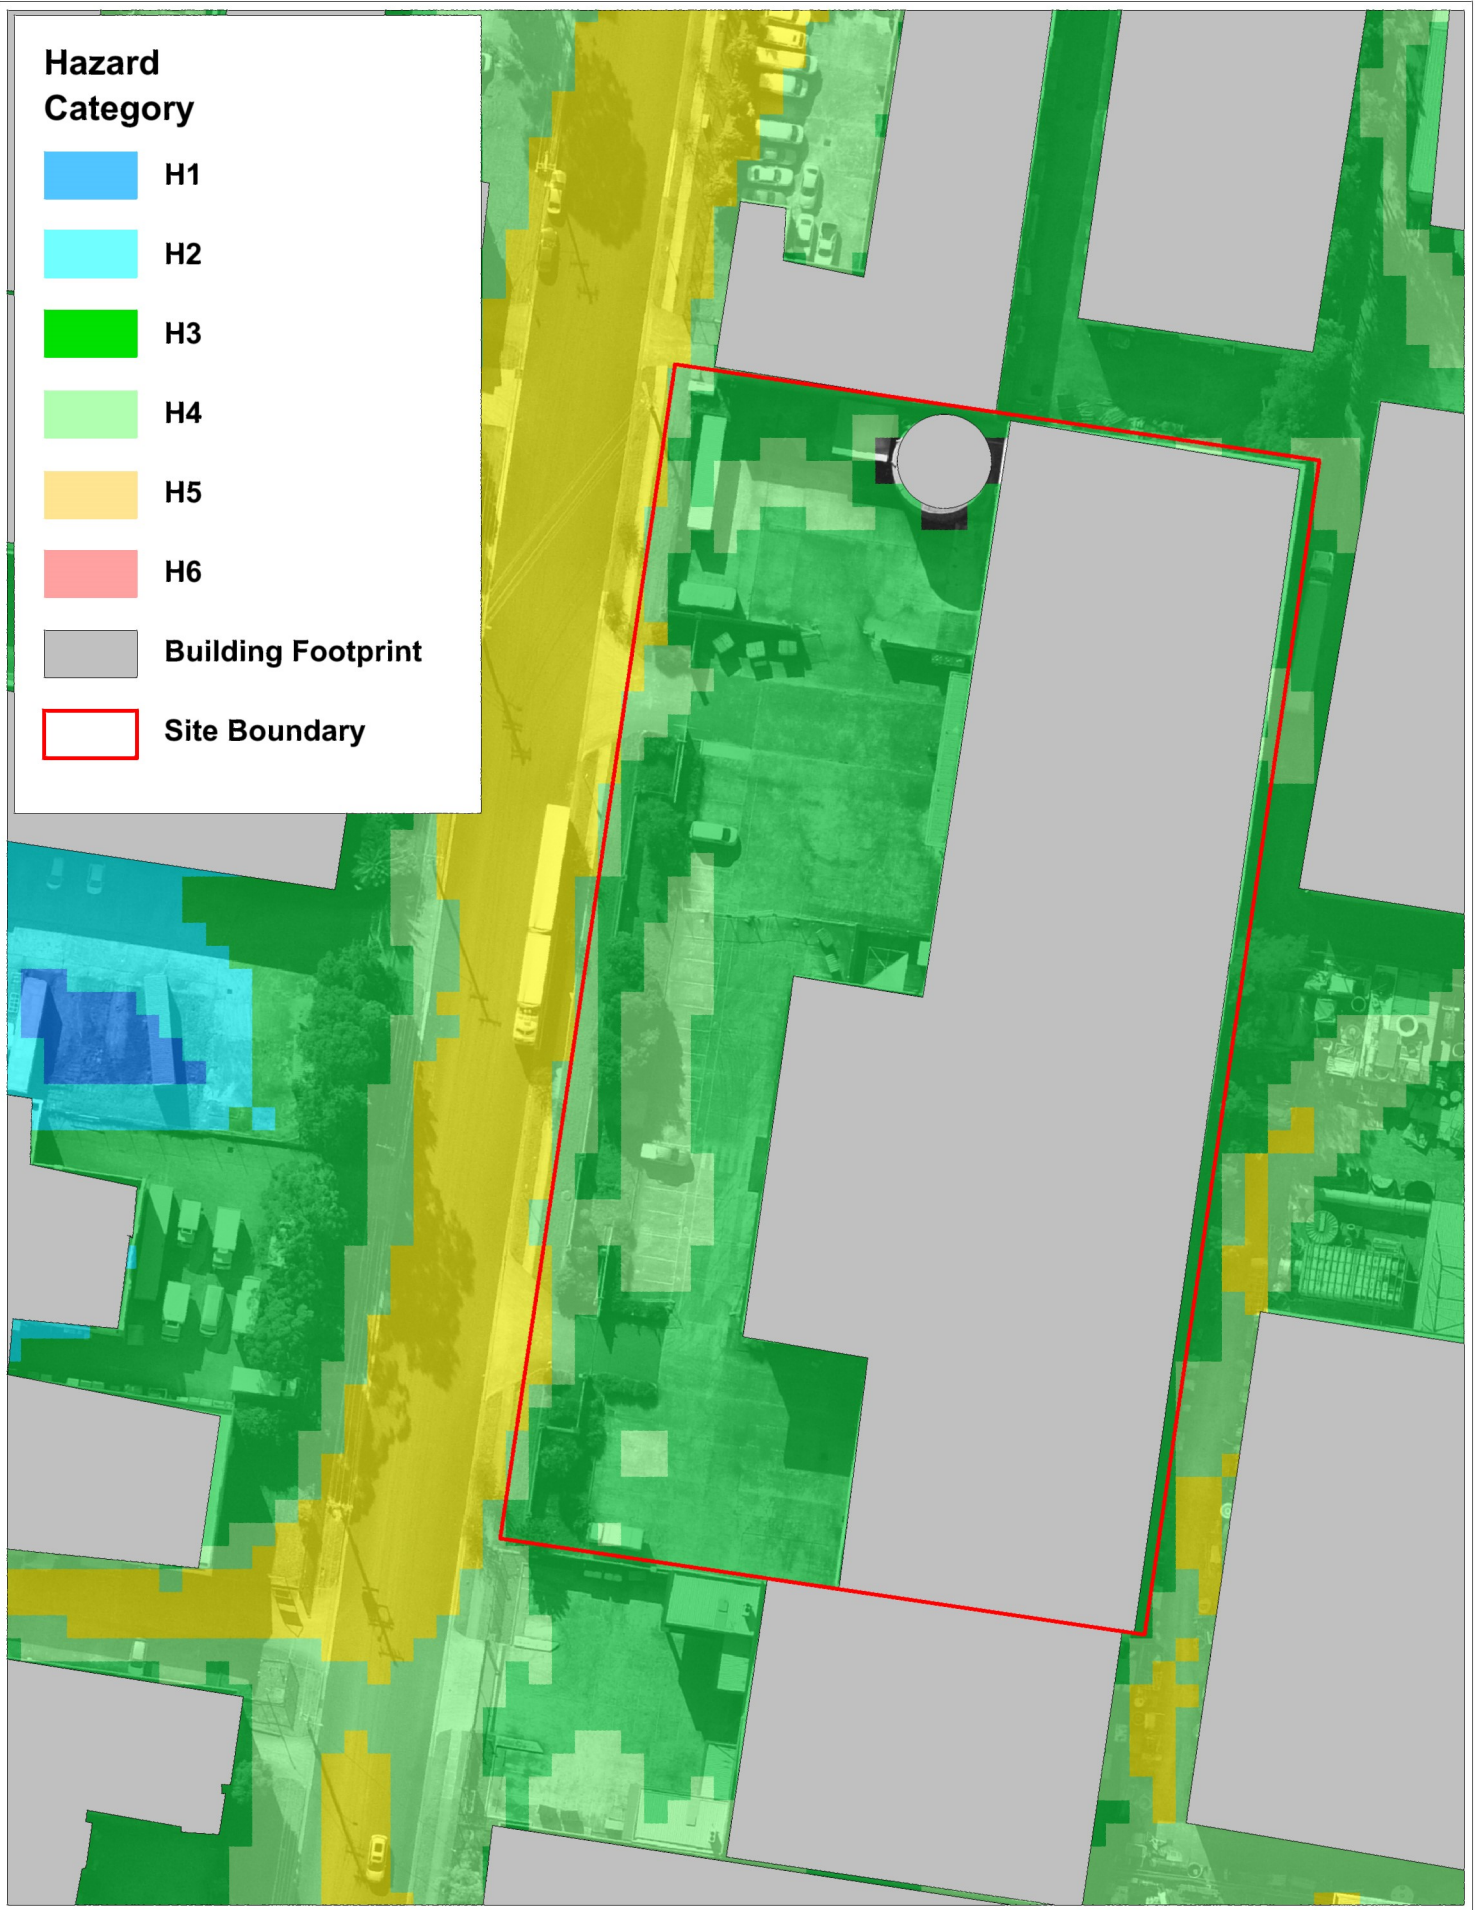 Hazard
Category
H1
H2
H3
H4
H5
H6
Building Footprint
Site Boundary